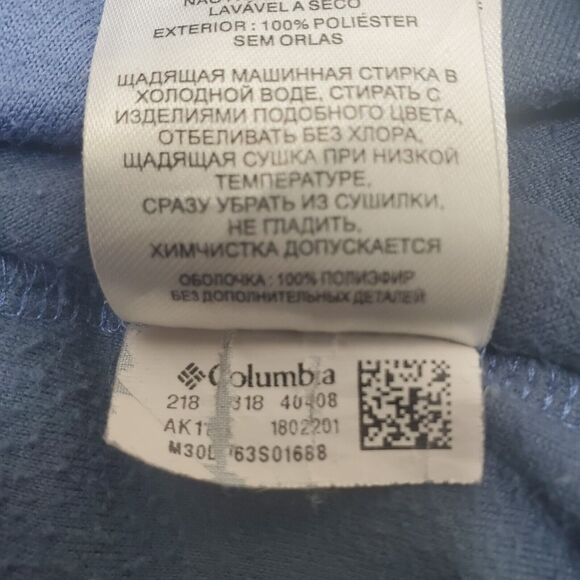 LAVÁVEL A SECO
EXTERIOR : 100% POLIÉSTER
SEM ORLAS
ЩАДЯЩАЯ МАШИННАЯ СТИРКА В
ХОЛОДНОЙ ВОДЕ, СТИРАТЬ С
ИЗДЕЛИЯМИ ПОДОБНОГО ЦВЕТА,
ОТБЕЛИВАТЬ БЕЗ ХЛОРА,
ЩАДЯЩАЯ СУШКА ПРИ НИЗКОЙ
ТЕМПЕРАТУРЕ,
СРАЗУ УБРАТЬ ИЗ СУШИЛКИ,
НЕ ГЛАДИТЬ,
ХИМЧИСТКА ДОПУСКАЕТСЯ
ОБОЛОЧКА : 100% ПОЛИЭФИР
БЕЗ ДОПОЛНИТЕЛЬНЫХ ДЕТАЛЕЙ
Columbia
218 40408
1802201